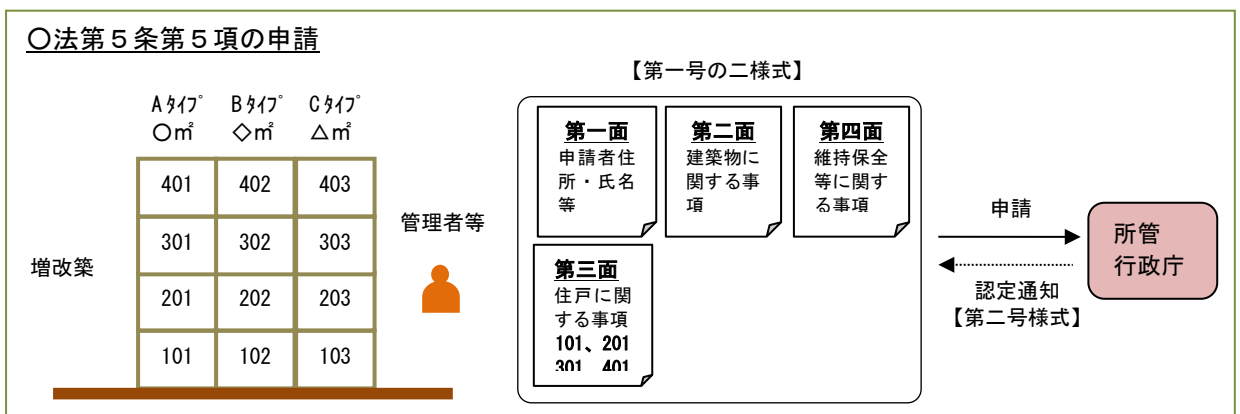 〇法第５条第５項の申請
【第一号の二様式】
Aﾀｲﾌﾟ Bﾀｲﾌﾟ Cﾀｲﾌﾟ
〇㎡ ◇㎡ △㎡
401 402 403
301 302 303
201 202 203
101 102 103
増改築
管理者等
第一面
申請者住
所・氏名
等
第二面
建築物に
関する事
項
第四面
維持保全
等に関す
る事項
第三面
住戸に関
する事項
101、201
301 401
申請
認定通知
【第二号様式】
所管
行政庁